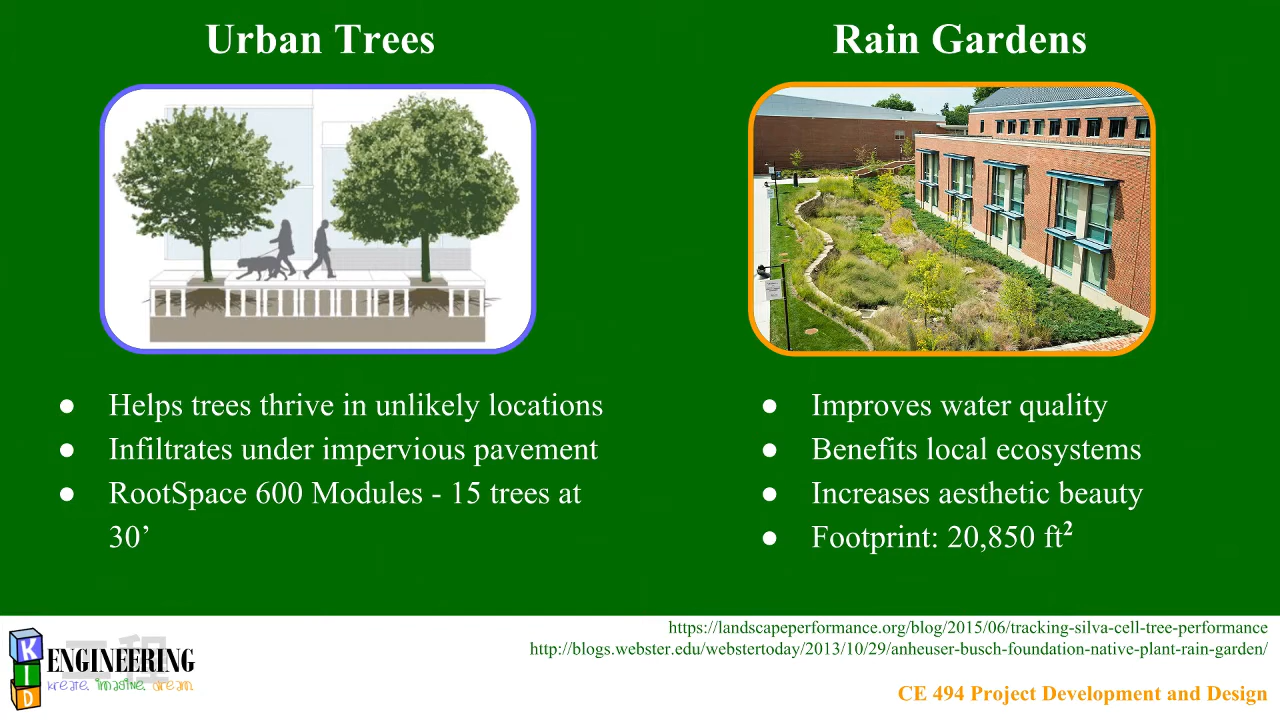 Urban Trees
Rain Gardens
● Helps trees thrive in unlikely locations
● Infiltrates under impervious pavement
● RootSpace 600 Modules - 15 trees at
30’
● Improves water quality
● Benefits local ecosystems
● Increases aesthetic beauty
● Footprint: 20,850 ft²
https://landscapeperformance.org/blog/2015/06/tracking-silva-cell-tree-performance
http://blogs.webster.edu/webstertoday/2013/10/29/anheuser-busch-foundation-native-plant-rain-garden/
KID
工程
ENGINEERING
kreate. imagine. dream.
CE 494 Project Development and Design